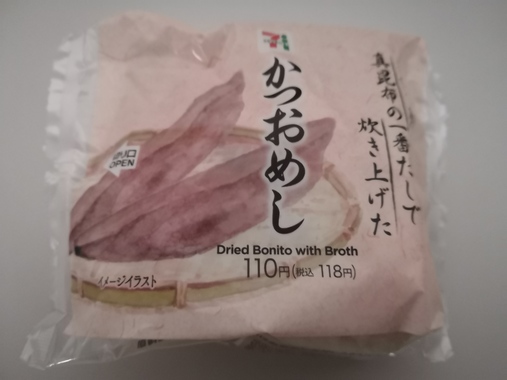 真昆布の一番だしで
炊き上げた
かつおめし
切り口
OPEN
Dried Bonito with Broth
110円(税込 118円)
イメージイラスト